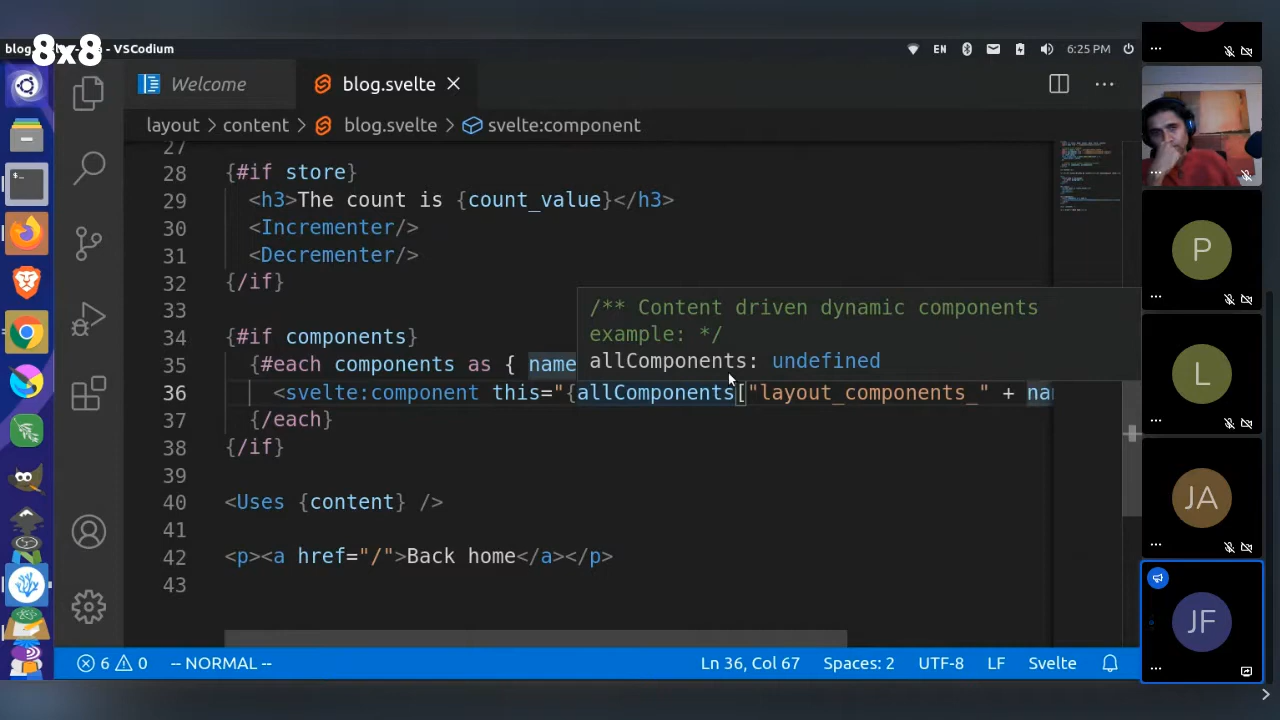 8x8
blog
- VSCodium
EN
6:25 PM
Welcome
blog.svelte
layout > content > blog.svelte > svelte:component
27
28 {#if store}
29 <h3>The count is {count_value}</h3>
30 <Incrementer/>
31 <Decrementer/>
32 {/if}
33
34 {#if components}
35 {#each components as { name
36 <svelte:component this="{allComponents["layout_components_" + nam
37 {/each}
38 {/if}
39
40 <Uses {content} />
41
42 <p><a href="/">Back home</a></p>
43
/** Content driven dynamic components
example: */
allComponents: undefined
6 0 -- NORMAL --
Ln 36, Col 67 Spaces: 2 UTF-8 LF Svelte
P
L
JA
JF